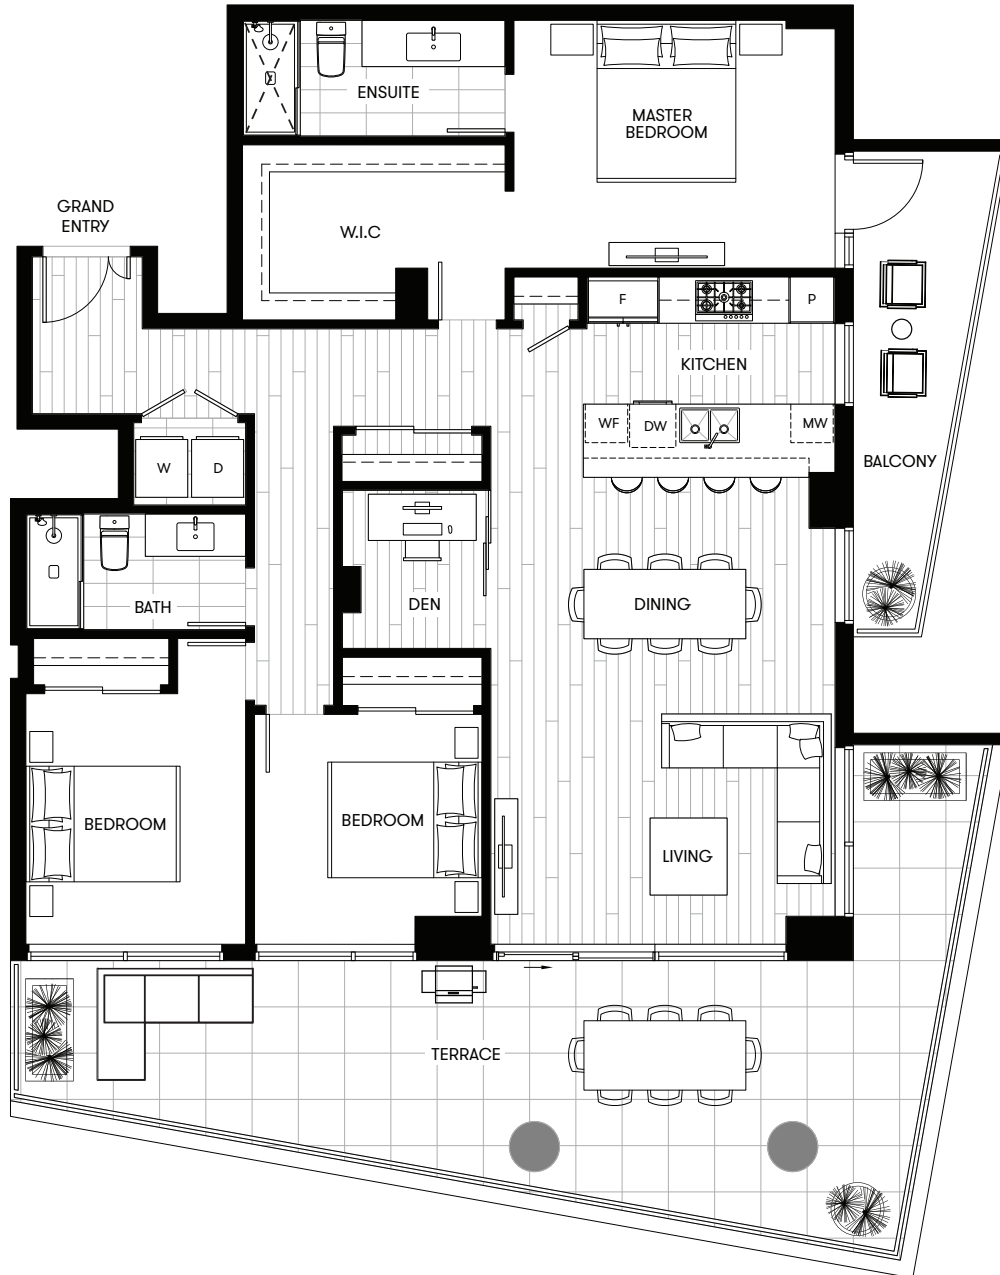 ENSUITE
MASTER
BEDROOM
GRAND
ENTRY
W.I.C
F
P
KITCHEN
WF
DW
MW
BALCONY
W
D
BATH
DEN
DINING
BEDROOM
BEDROOM
LIVING
TERRACE